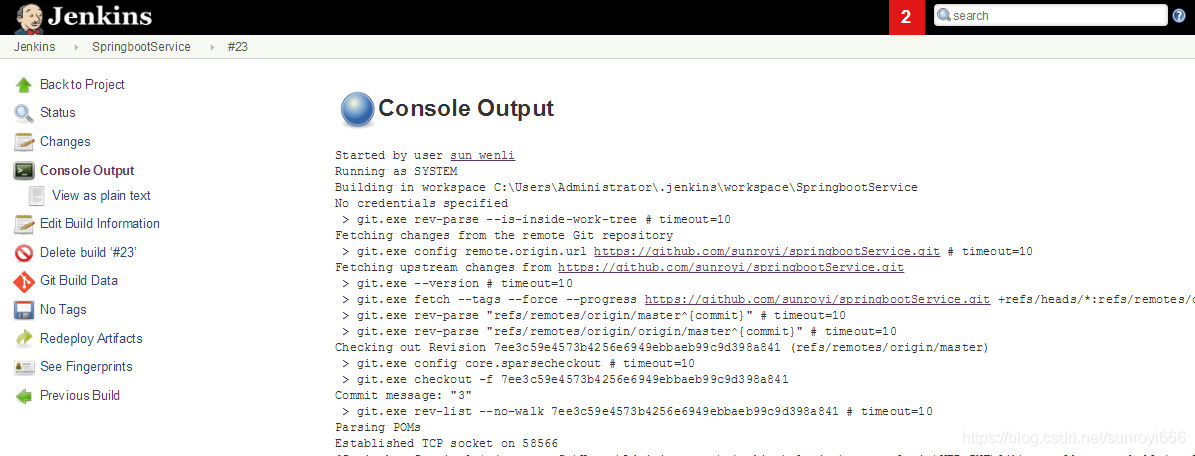 Jenkins
2
search
Jenkins
SpringbootService
#23
Back to Project
Status
Changes
Console Output
View as plain text
Edit Build Information
Delete build ‘#23’
Git Build Data
No Tags
Redeploy Artifacts
See Fingerprints
Previous Build
Console Output
Started by user sun wenli
Running as SYSTEM
Building in workspace C:\Users\Administrator\.jenkins\workspace\SpringbootService
No credentials specified
> git.exe rev-parse --is-inside-work-tree # timeout=10
Fetching changes from the remote Git repository
> git.exe config remote.origin.url https://github.com/sunroyi/springbootService.git # timeout=10
Fetching upstream changes from https://github.com/sunroyi/springbootService.git
> git.exe --version # timeout=10
> git.exe fetch --tags --force --progress https://github.com/sunroyi/springbootService.git +refs/heads/*:refs/remotes/
> git.exe rev-parse "refs/remotes/origin/master^{commit}" # timeout=10
> git.exe rev-parse "refs/remotes/origin/origin/master^{commit}" # timeout=10
Checking out Revision 7ee3c59e4573b4256e6949ebbaeb99c9d398a841 (refs/remotes/origin/master)
> git.exe config core.sparsecheckout # timeout=10
> git.exe checkout -f 7ee3c59e4573b4256e6949ebbaeb99c9d398a841
Commit message: "3"
> git.exe rev-list --no-walk 7ee3c59e4573b4256e6949ebbaeb99c9d398a841 # timeout=10
Parsing POMs
Established TCP socket on 58566
https://blog.csdn.net/sunroyi666